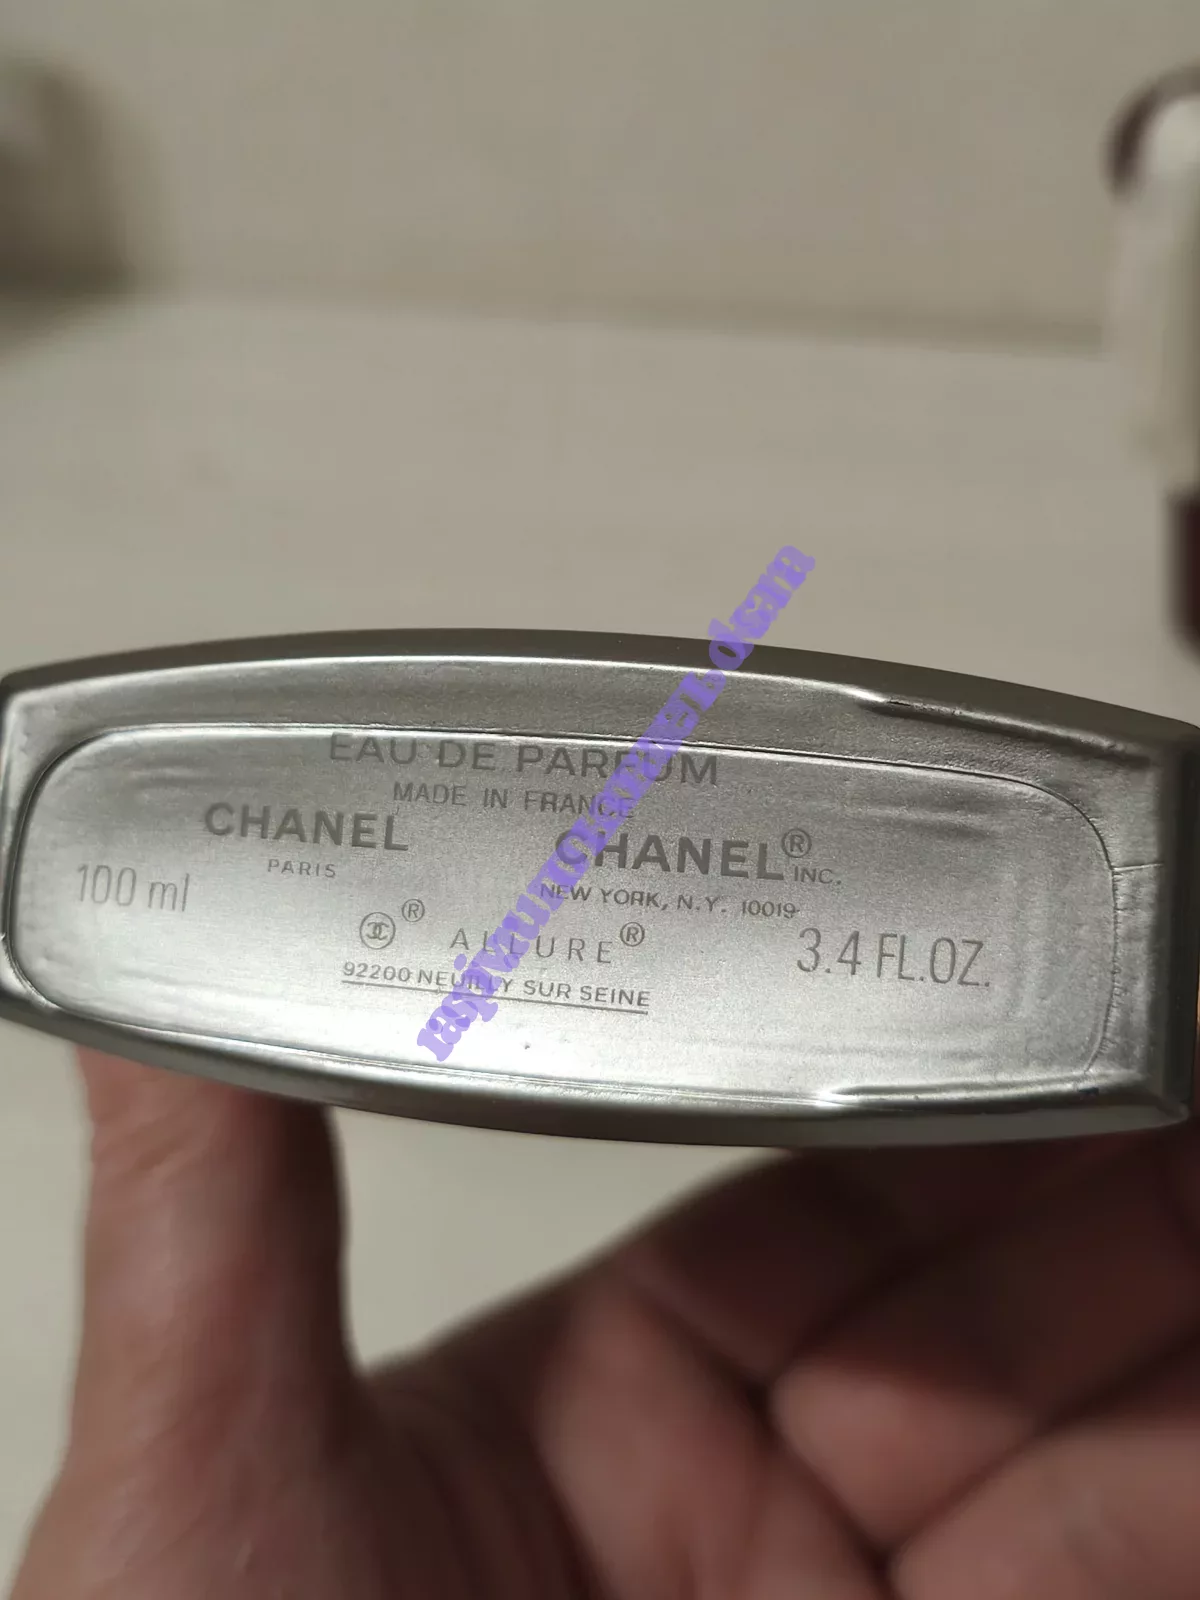 EAU DE PARFUM
MADE IN FRANCE
CHANEL
PARIS
CHANEL®
INC.
NEW YORK, N.Y. 10019
100 ml
® ALLURE®
3.4 FL.OZ.
92200 NEUILLY SUR SEINE